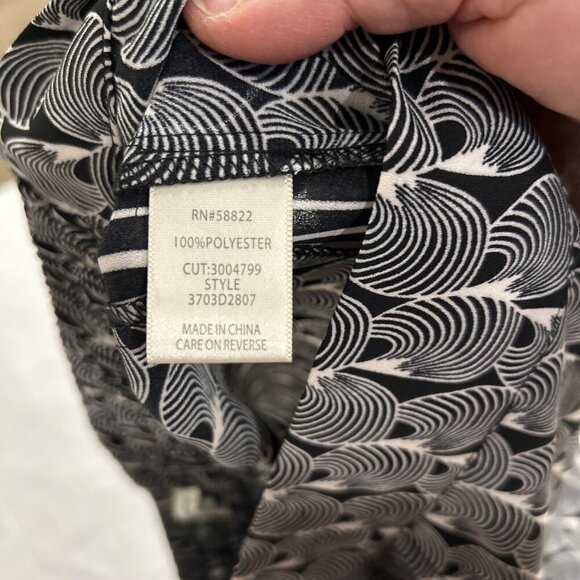 RN#58822
100%POLYESTER
CUT:3004799
STYLE
3703D2807
MADE IN CHINA
CARE ON REVERSE